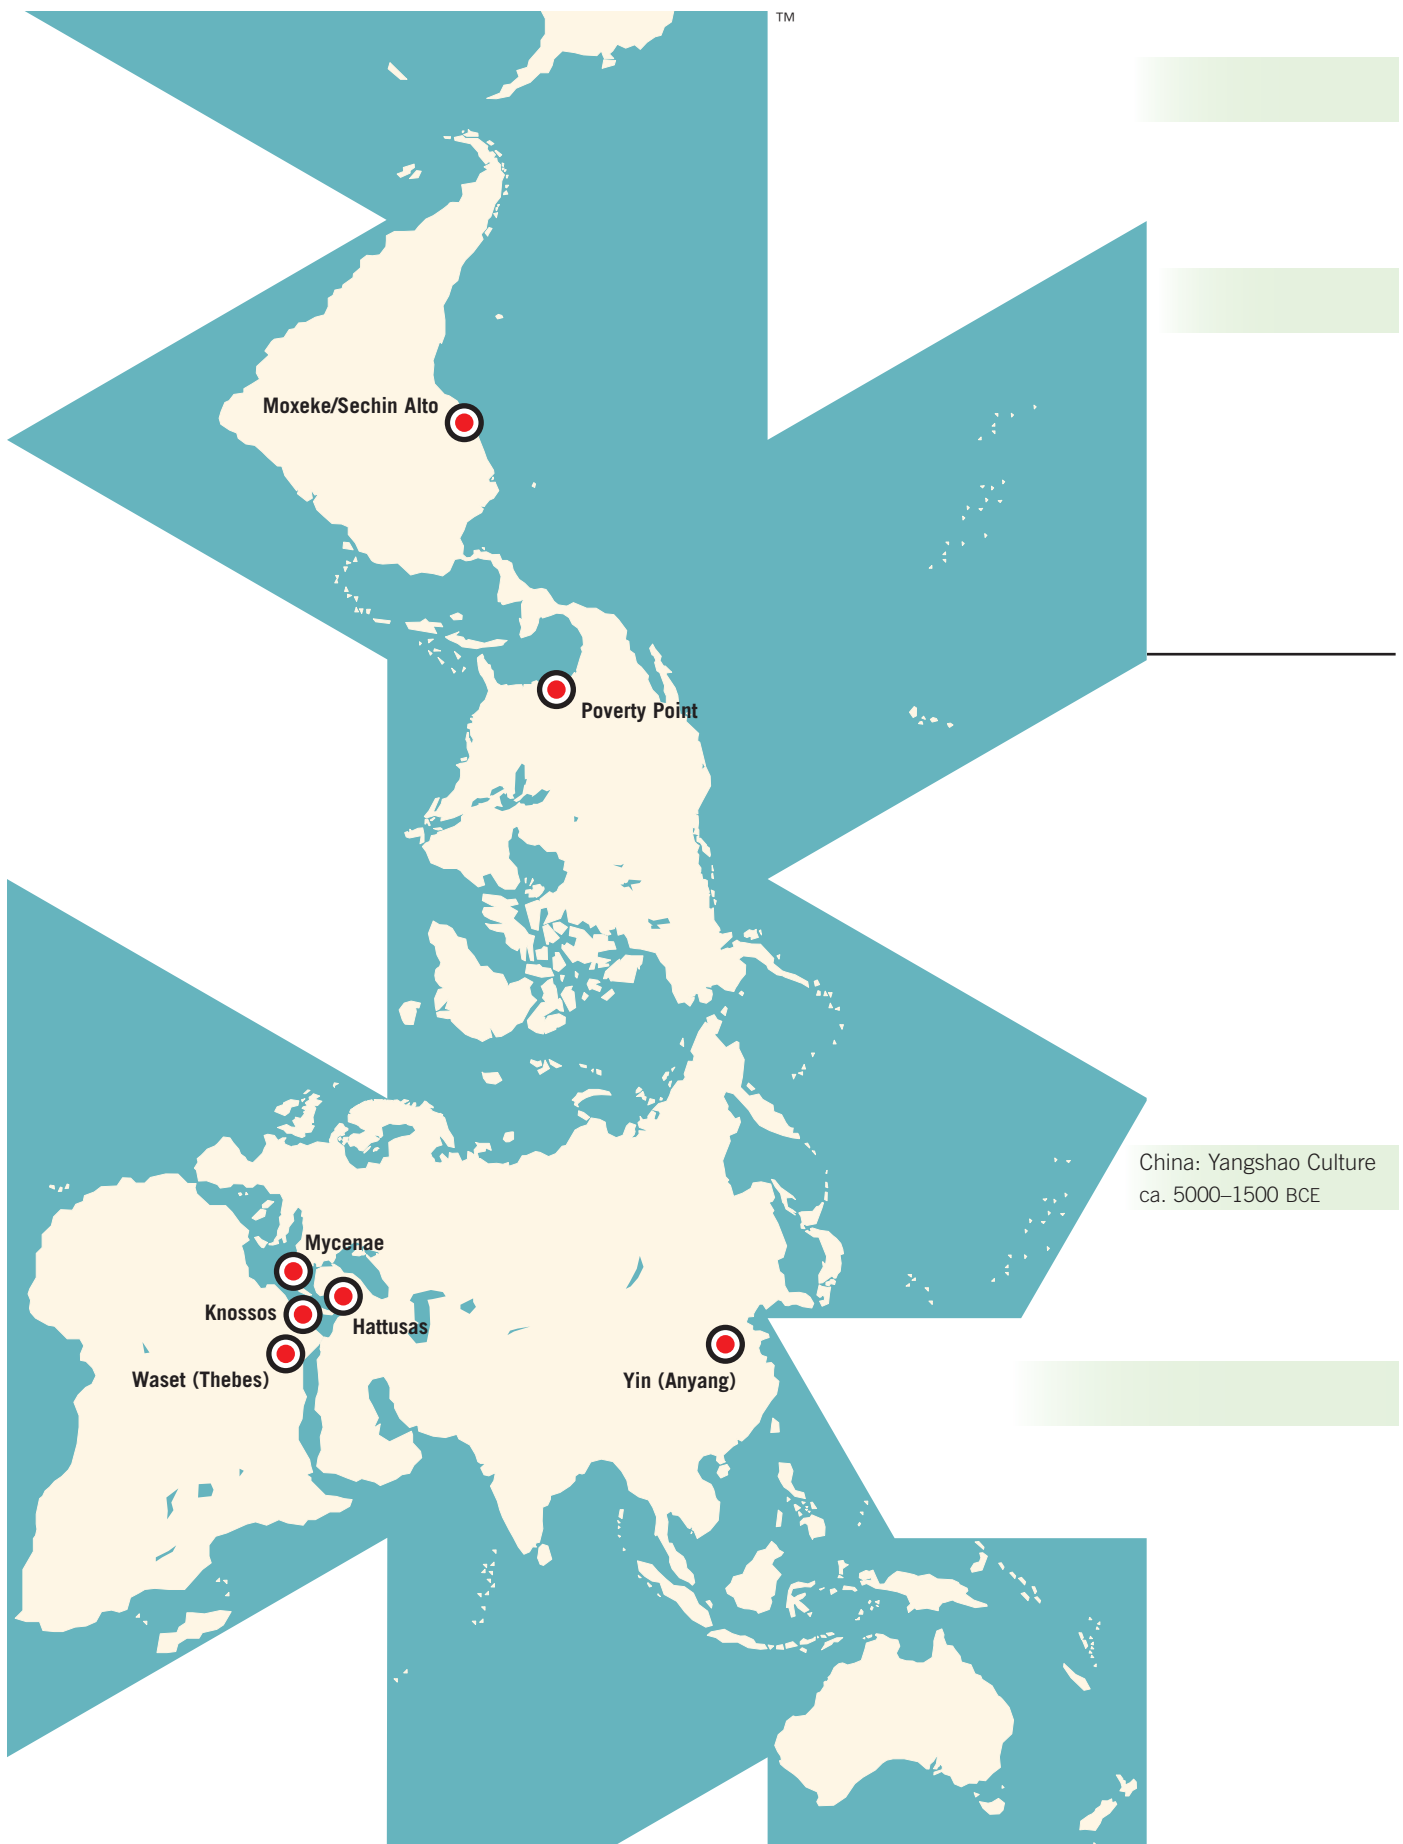 TM
Moxeke/Sechin Alto
Poverty Point
China: Yangshao Culture
ca. 5000–1500 BCE
Mycenae
Knossos
Hattusas
Waset (Thebes)
Yin (Anyang)